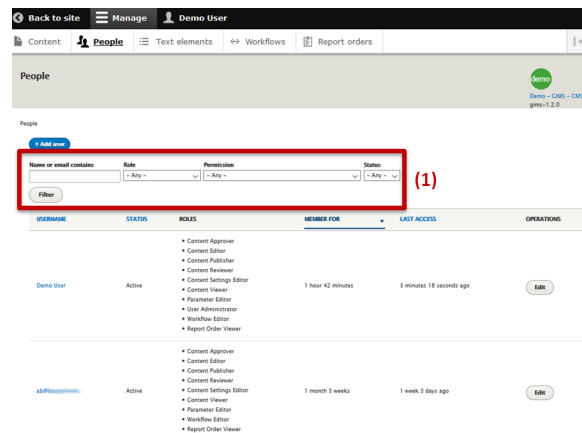 Back to site Manage Demo User
Content People Text elements Workflows Report orders
People
demo
Demo - GIMS - CMS
gims-1.2.0
People
+ Add user
Name or email contains Role Permission Status
- Any - - Any - - Any -
(1)
Filter
USERNAME STATUS ROLES MEMBER FOR LAST ACCESS OPERATIONS
• Content Approver
• Content Editor
• Content Publisher
• Content Reviewer
• Content Settings Editor
Demo User Active • Content Viewer 1 hour 42 minutes 3 minutes 18 seconds ago Edit
• Parameter Editor
• User Administrator
• Workflow Editor
• Report Order Viewer
• Content Approver
• Content Editor
• Content Publisher
• Content Reviewer
Active • Content Settings Editor 1 month 3 weeks 1 week 3 days ago Edit
• Content Viewer
• Parameter Editor
• Workflow Editor
• Report Order Viewer